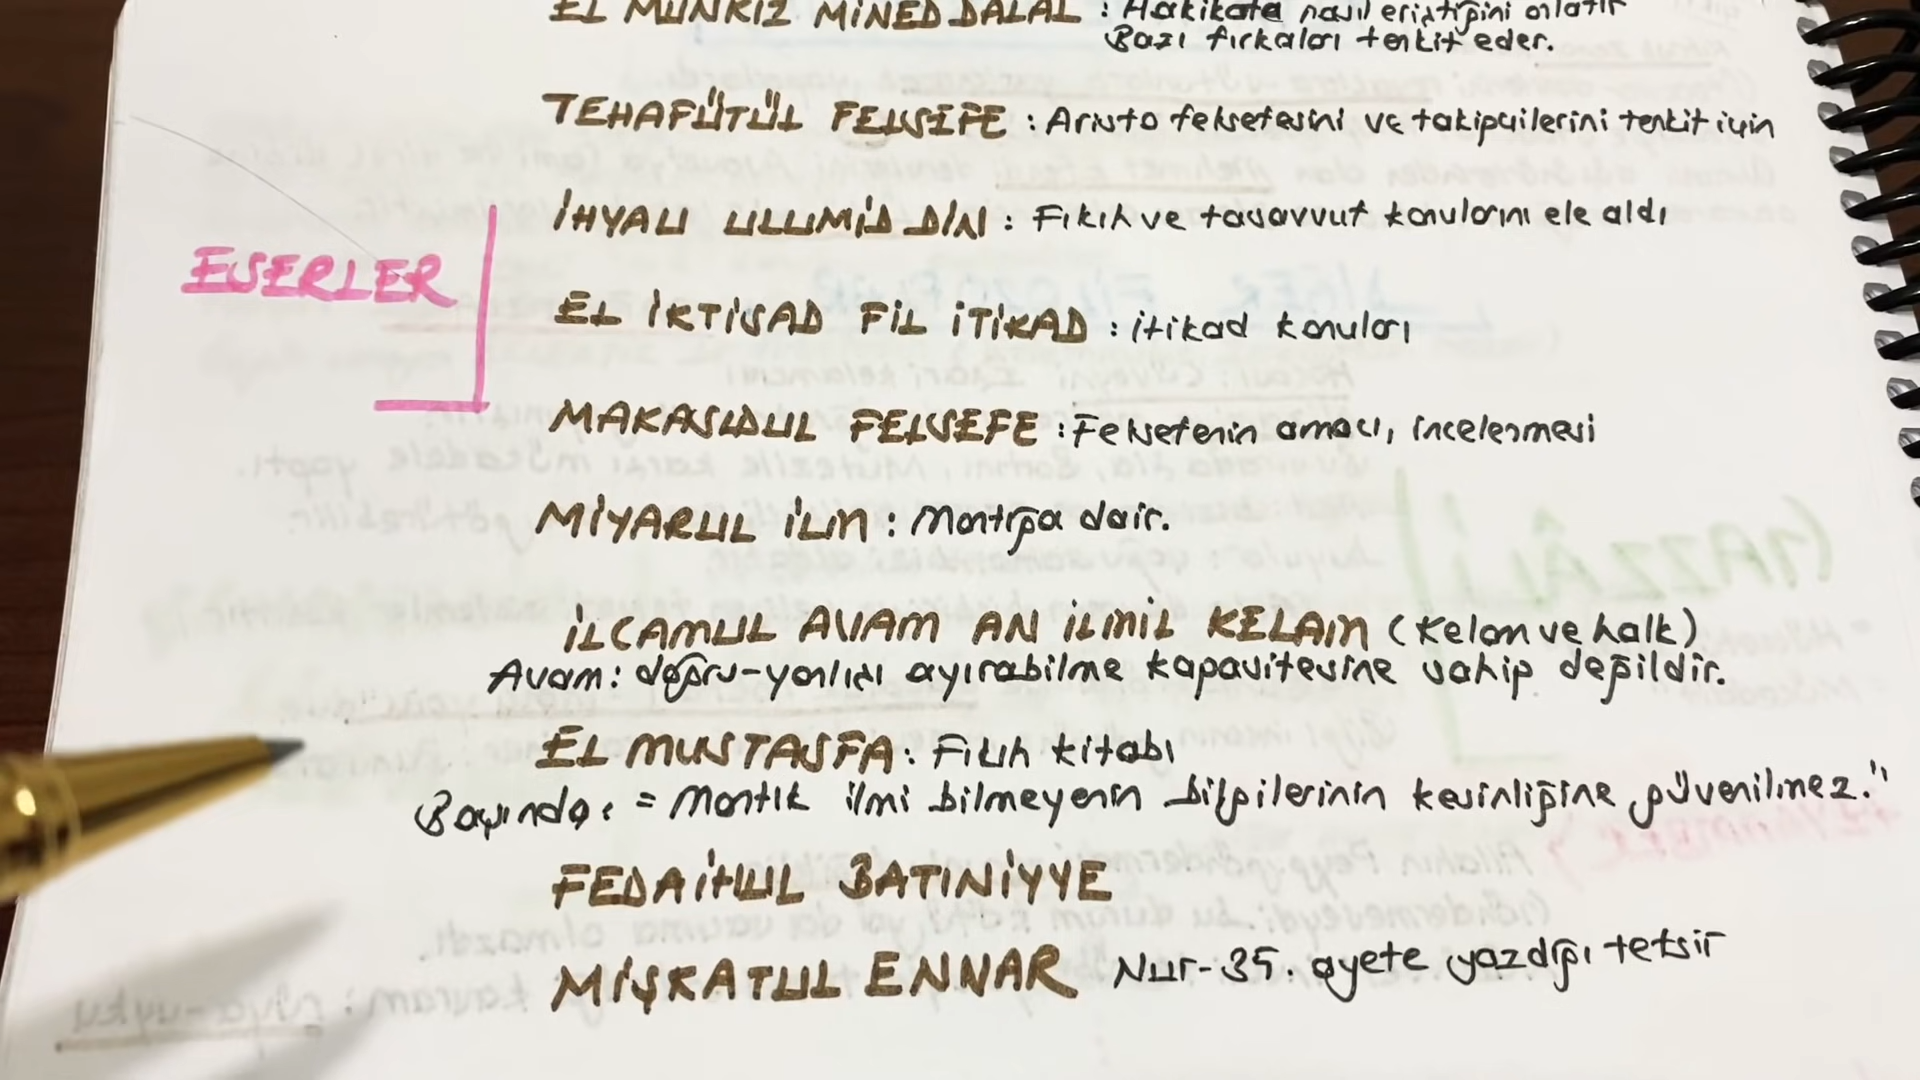 EL MUNKIZ MİNED DALAL : Hakikate nasıl eriştiğini anlatır
Bazı fırkaları tenkit eder.
TEHAFÜTÜL FELSEFE : Aristo felsefesini ve takipçilerini tenkit için
ESERLER
İHYAU ULUMİD DİN : Fıkıh ve tasavvuf konularını ele aldı
EL İKTİSAD FİL İTİKAD : itikad konuları
MAKASIDUL FELSEFE : Felsefenin amacı, incelenmesi
MİYARUL İLİM : Mantığa dair.
İLCAMUL AVAM AN İLMİL KELAM (Kelam ve halk)
Avam : doğru-yanlışı ayırabilme kapasitesine sahip değildir.
EL MUSTASFA : Fıkıh kitabı
Başında : = Mantık ilmi bilmeyenin bilgilerinin kesinliğine güvenilmez."
FEDAİHUL BATINİYYE
MİŞKATUL ENNAR Nur-35. ayete yazdığı tefsir
GAZZÂLİ